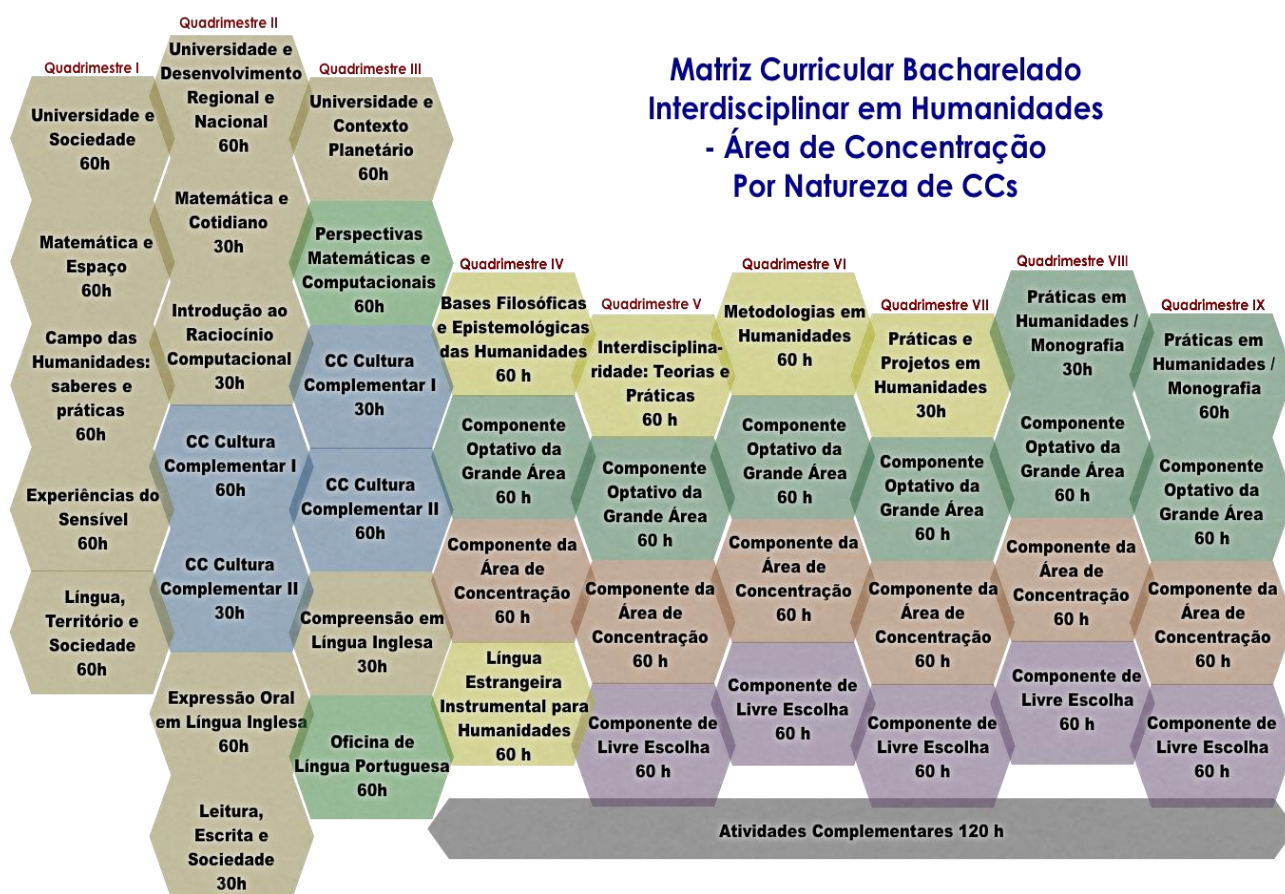 Matriz Curricular Bacharelado
Interdisciplinar em Humanidades
- Área de Concentração
Por Natureza de CCs
Quadrimestre I
Universidade e
Sociedade
60h
Matemática e
Espaço
60h
Campo das
Humanidades:
saberes e
práticas
60h
Experiências do
Sensível
60h
Língua,
Território e
Sociedade
60h
Quadrimestre II
Universidade e
Desenvolvimento
Regional e
Nacional
60h
Matemática e
Cotidiano
30h
Introdução ao
Raciocínio
Computacional
30h
CC Cultura
Complementar I
60h
CC Cultura
Complementar II
30h
Expressão Oral
em Língua Inglesa
60h
Leitura,
Escrita e
Sociedade
30h
Quadrimestre III
Universidade e
Contexto
Planetário
60h
Perspectivas
Matemáticas e
Computacionais
60h
CC Cultura
Complementar I
30h
CC Cultura
Complementar II
60h
Compreensão em
Língua Inglesa
30h
Oficina de
Língua Portuguesa
60h
Quadrimestre IV
Bases Filosóficas
e Epistemológicas
das Humanidades
60 h
Componente
Optativo da
Grande Área
60 h
Componente da
Área de
Concentração
60 h
Língua
Estrangeira
Instrumental para
Humanidades
60 h
Quadrimestre V
Interdisciplina-
ridade: Teorias e
Práticas
60 h
Componente
Optativo da
Grande Área
60 h
Componente da
Área de
Concentração
60 h
Componente de
Livre Escolha
60 h
Quadrimestre VI
Metodologias em
Humanidades
60 h
Componente
Optativo da
Grande Área
60 h
Componente da
Área de
Concentração
60 h
Componente de
Livre Escolha
60 h
Quadrimestre VII
Práticas e
Projetos em
Humanidades
30h
Componente
Optativo da
Grande Área
60 h
Componente da
Área de
Concentração
60 h
Componente de
Livre Escolha
60 h
Quadrimestre VIII
Práticas em
Humanidades /
Monografia
30h
Componente
Optativo da
Grande Área
60 h
Componente da
Área de
Concentração
60 h
Componente de
Livre Escolha
60 h
Quadrimestre IX
Práticas em
Humanidades /
Monografia
60h
Componente
Optativo da
Grande Área
60 h
Componente da
Área de
Concentração
60 h
Componente de
Livre Escolha
60 h
Atividades Complementares 120 h